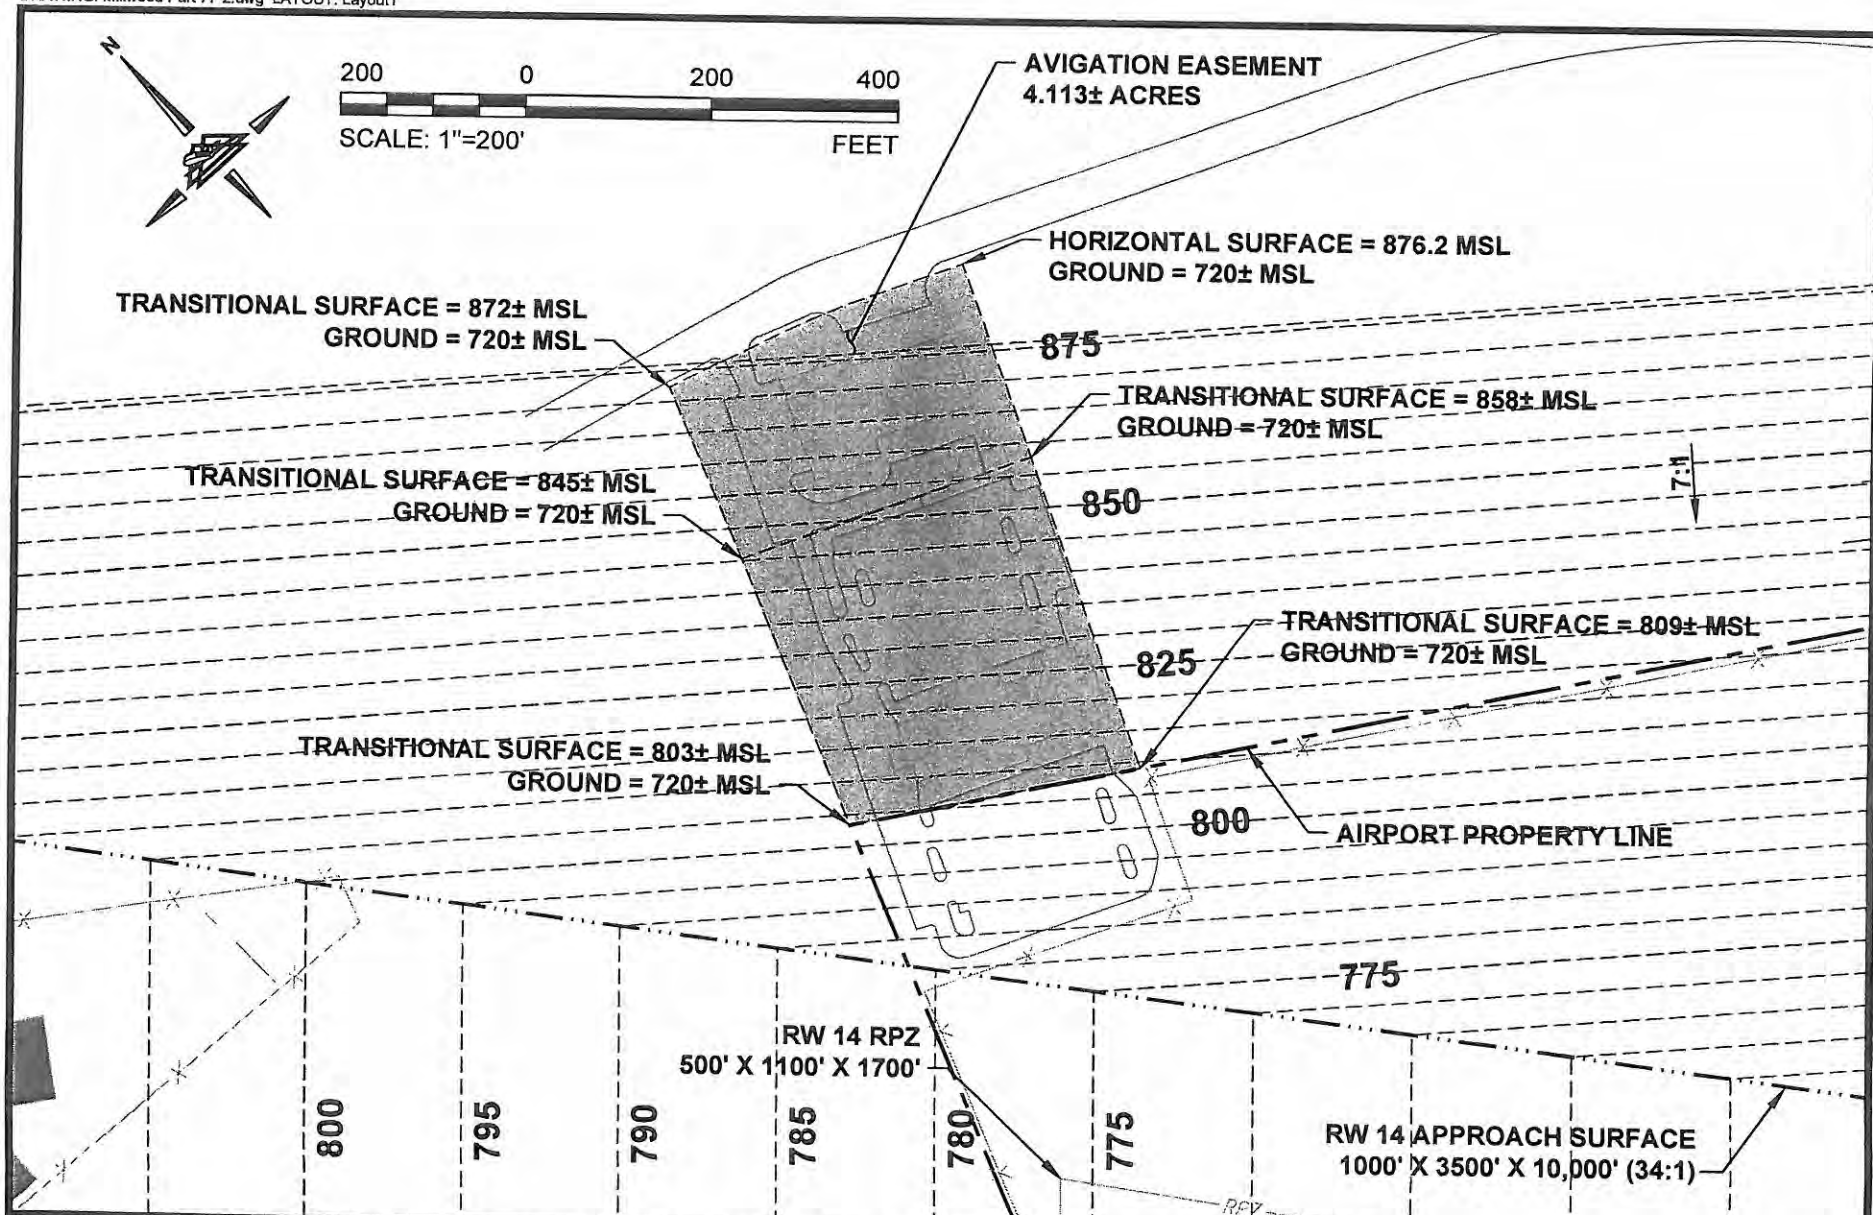 LAYOUT: Layout1
N
200 0 200 400
SCALE: 1"=200' FEET
AVIGATION EASEMENT
4.113± ACRES
HORIZONTAL SURFACE = 876.2 MSL
GROUND = 720± MSL
TRANSITIONAL SURFACE = 872± MSL
GROUND = 720± MSL
875
TRANSITIONAL SURFACE = 858± MSL
GROUND = 720± MSL
TRANSITIONAL SURFACE = 845± MSL
GROUND = 720± MSL
850
7:1
TRANSITIONAL SURFACE = 809± MSL
GROUND = 720± MSL
825
TRANSITIONAL SURFACE = 803± MSL
GROUND = 720± MSL
800
AIRPORT PROPERTY LINE
775
RW 14 RPZ
500' X 1100' X 1700'
800
795
790
785
780
775
RW 14 APPROACH SURFACE
1000' X 3500' X 10,000' (34:1)
RPZ